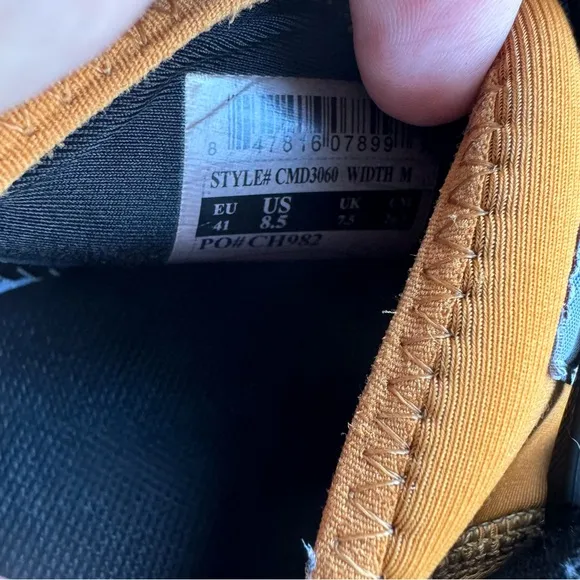 8 47816 07899
STYLE# CMD3060 WIDTH M
EU US UK
41 8.5 7.5
PO# CH982